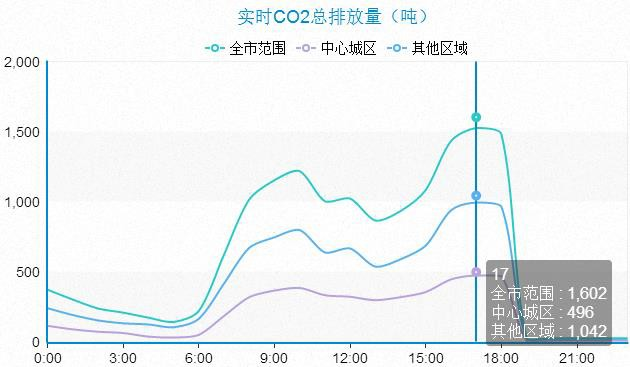 实时CO2总排放量（吨）
全市范围 中心城区 其他区域
2,000
1,500
1,000
500
0
17
全市范围 : 1,602
中心城区 : 496
其他区域 : 1,042
0:00 3:00 6:00 9:00 12:00 15:00 18:00 21:00